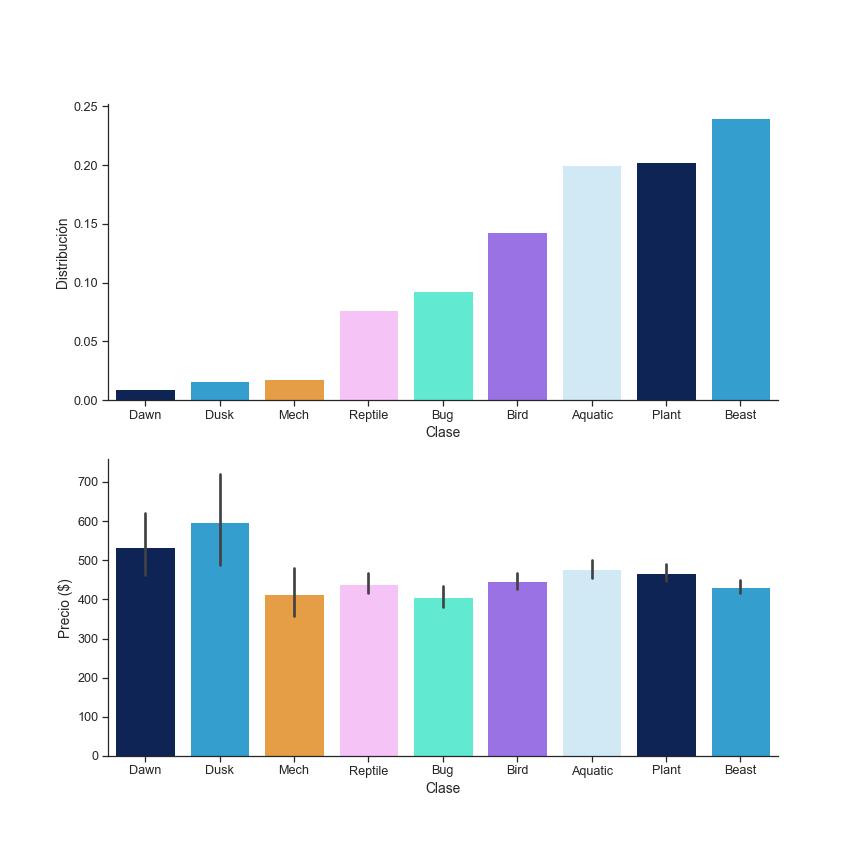 0.25
0.20
0.15
0.10
0.05
0.00
Distribución
Dawn Dusk Mech Reptile Bug Bird Aquatic Plant Beast
Clase
700
600
500
400
300
200
100
0
Precio ($)
Dawn Dusk Mech Reptile Bug Bird Aquatic Plant Beast
Clase